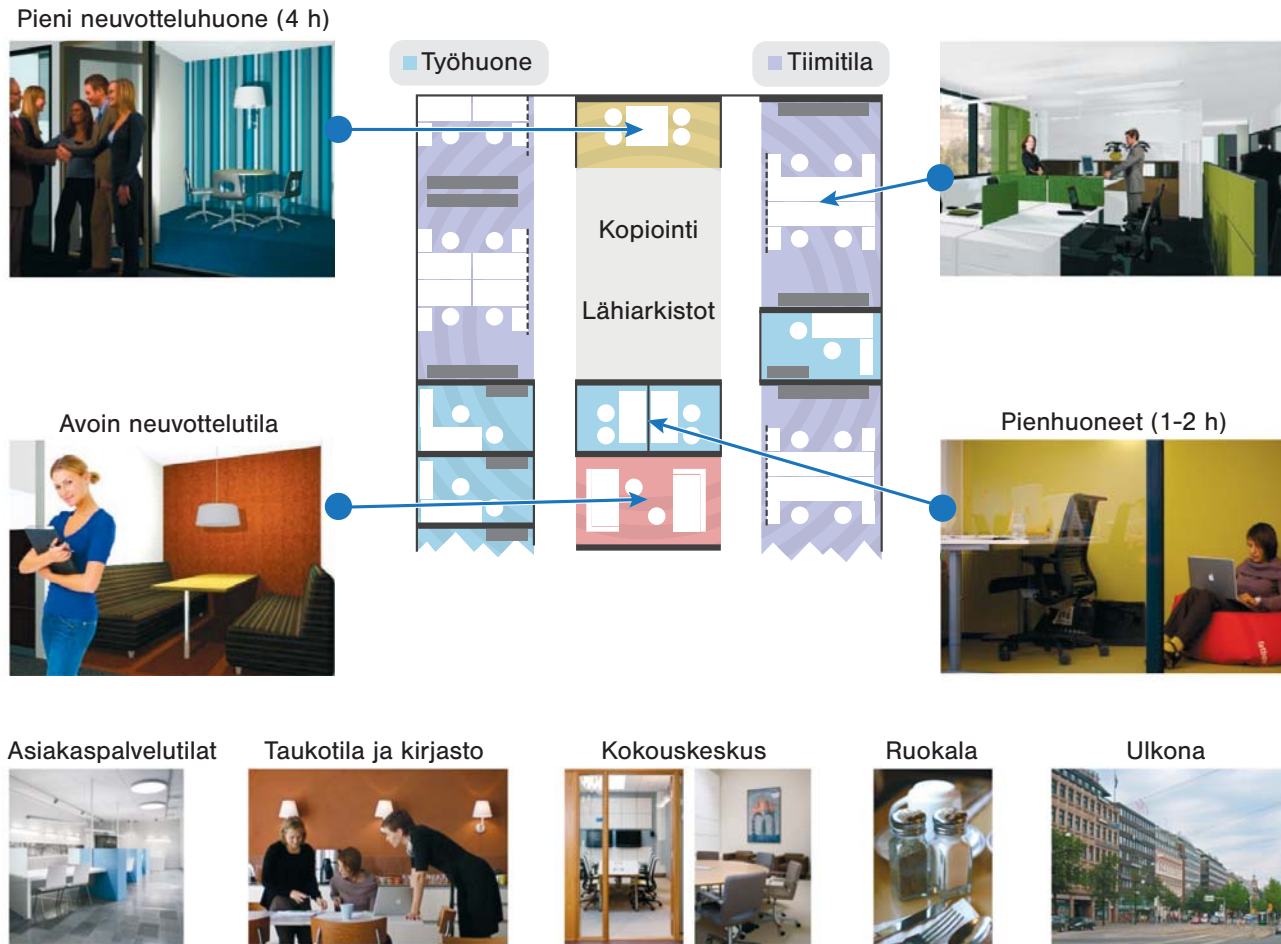 Pieni neuvotteluhuone (4 h)
Työhuone
Tiimitila
Kopiointi
Lähiarkistot
Avoin neuvottelutila
Pienhuoneet (1-2 h)
Asiakaspalvelutilat
Taukotila ja kirjasto
Kokouskeskus
Ruokala
Ulkona